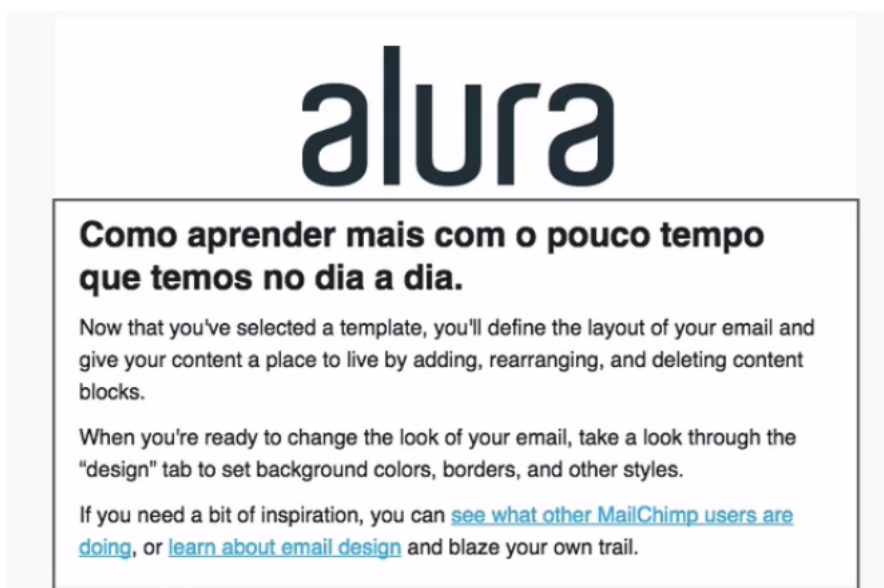 alura
Como aprender mais com o pouco tempo
que temos no dia a dia.
Now that you've selected a template, you'll define the layout of your email and
give your content a place to live by adding, rearranging, and deleting content
blocks.
When you're ready to change the look of your email, take a look through the
“design” tab to set background colors, borders, and other styles.
If you need a bit of inspiration, you can see what other MailChimp users are
doing, or learn about email design and blaze your own trail.